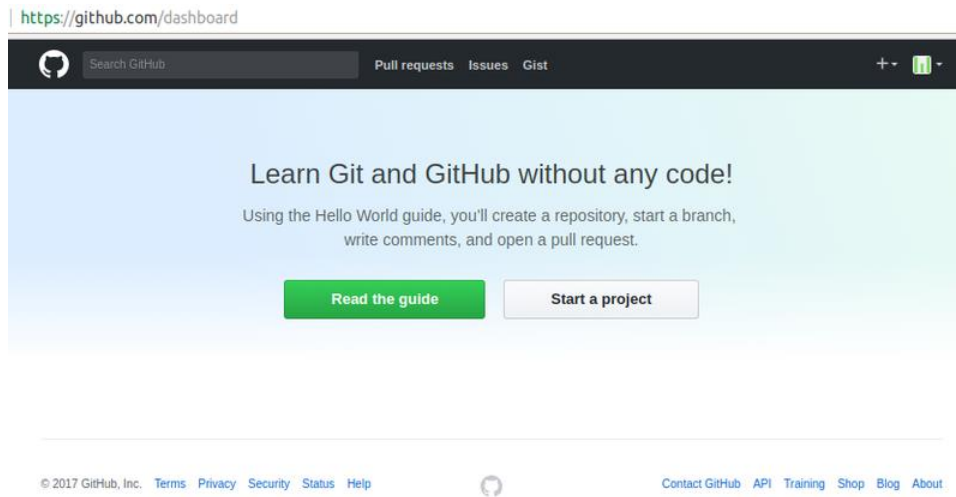 https://github.com/dashboard
Search GitHub Pull requests Issues Gist
Learn Git and GitHub without any code!
Using the Hello World guide, you'll create a repository, start a branch,
write comments, and open a pull request.
Read the guide Start a project
© 2017 GitHub, Inc. Terms Privacy Security Status Help Contact GitHub API Training Shop Blog About